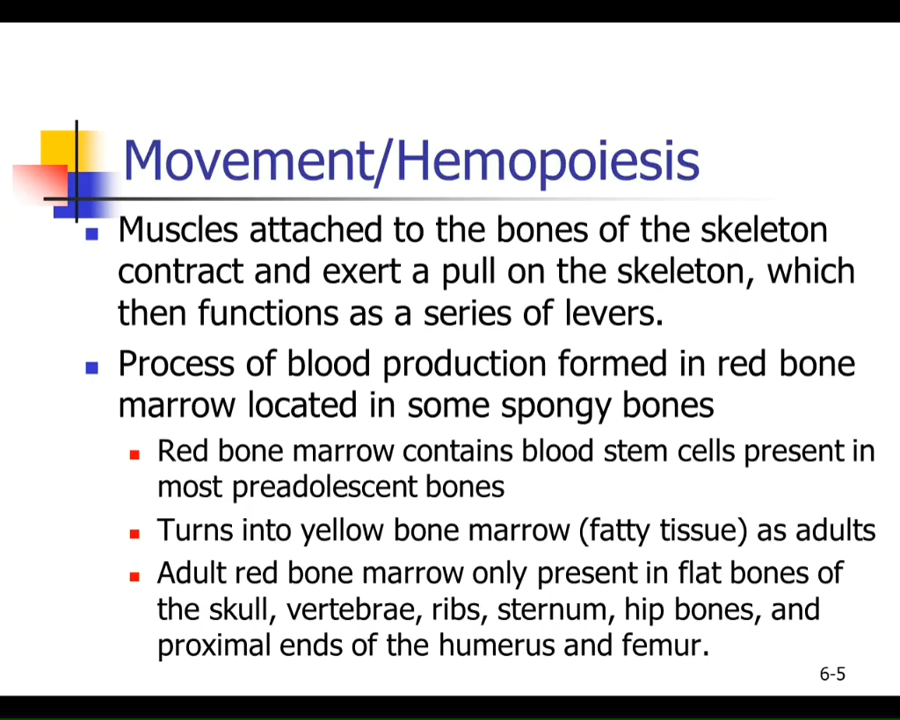 Movement/Hemopoiesis
Muscles attached to the bones of the skeleton
contract and exert a pull on the skeleton, which
then functions as a series of levers.
Process of blood production formed in red bone
marrow located in some spongy bones
Red bone marrow contains blood stem cells present in
most preadolescent bones
Turns into yellow bone marrow (fatty tissue) as adults
Adult red bone marrow only present in flat bones of
the skull, vertebrae, ribs, sternum, hip bones, and
proximal ends of the humerus and femur.
6-5